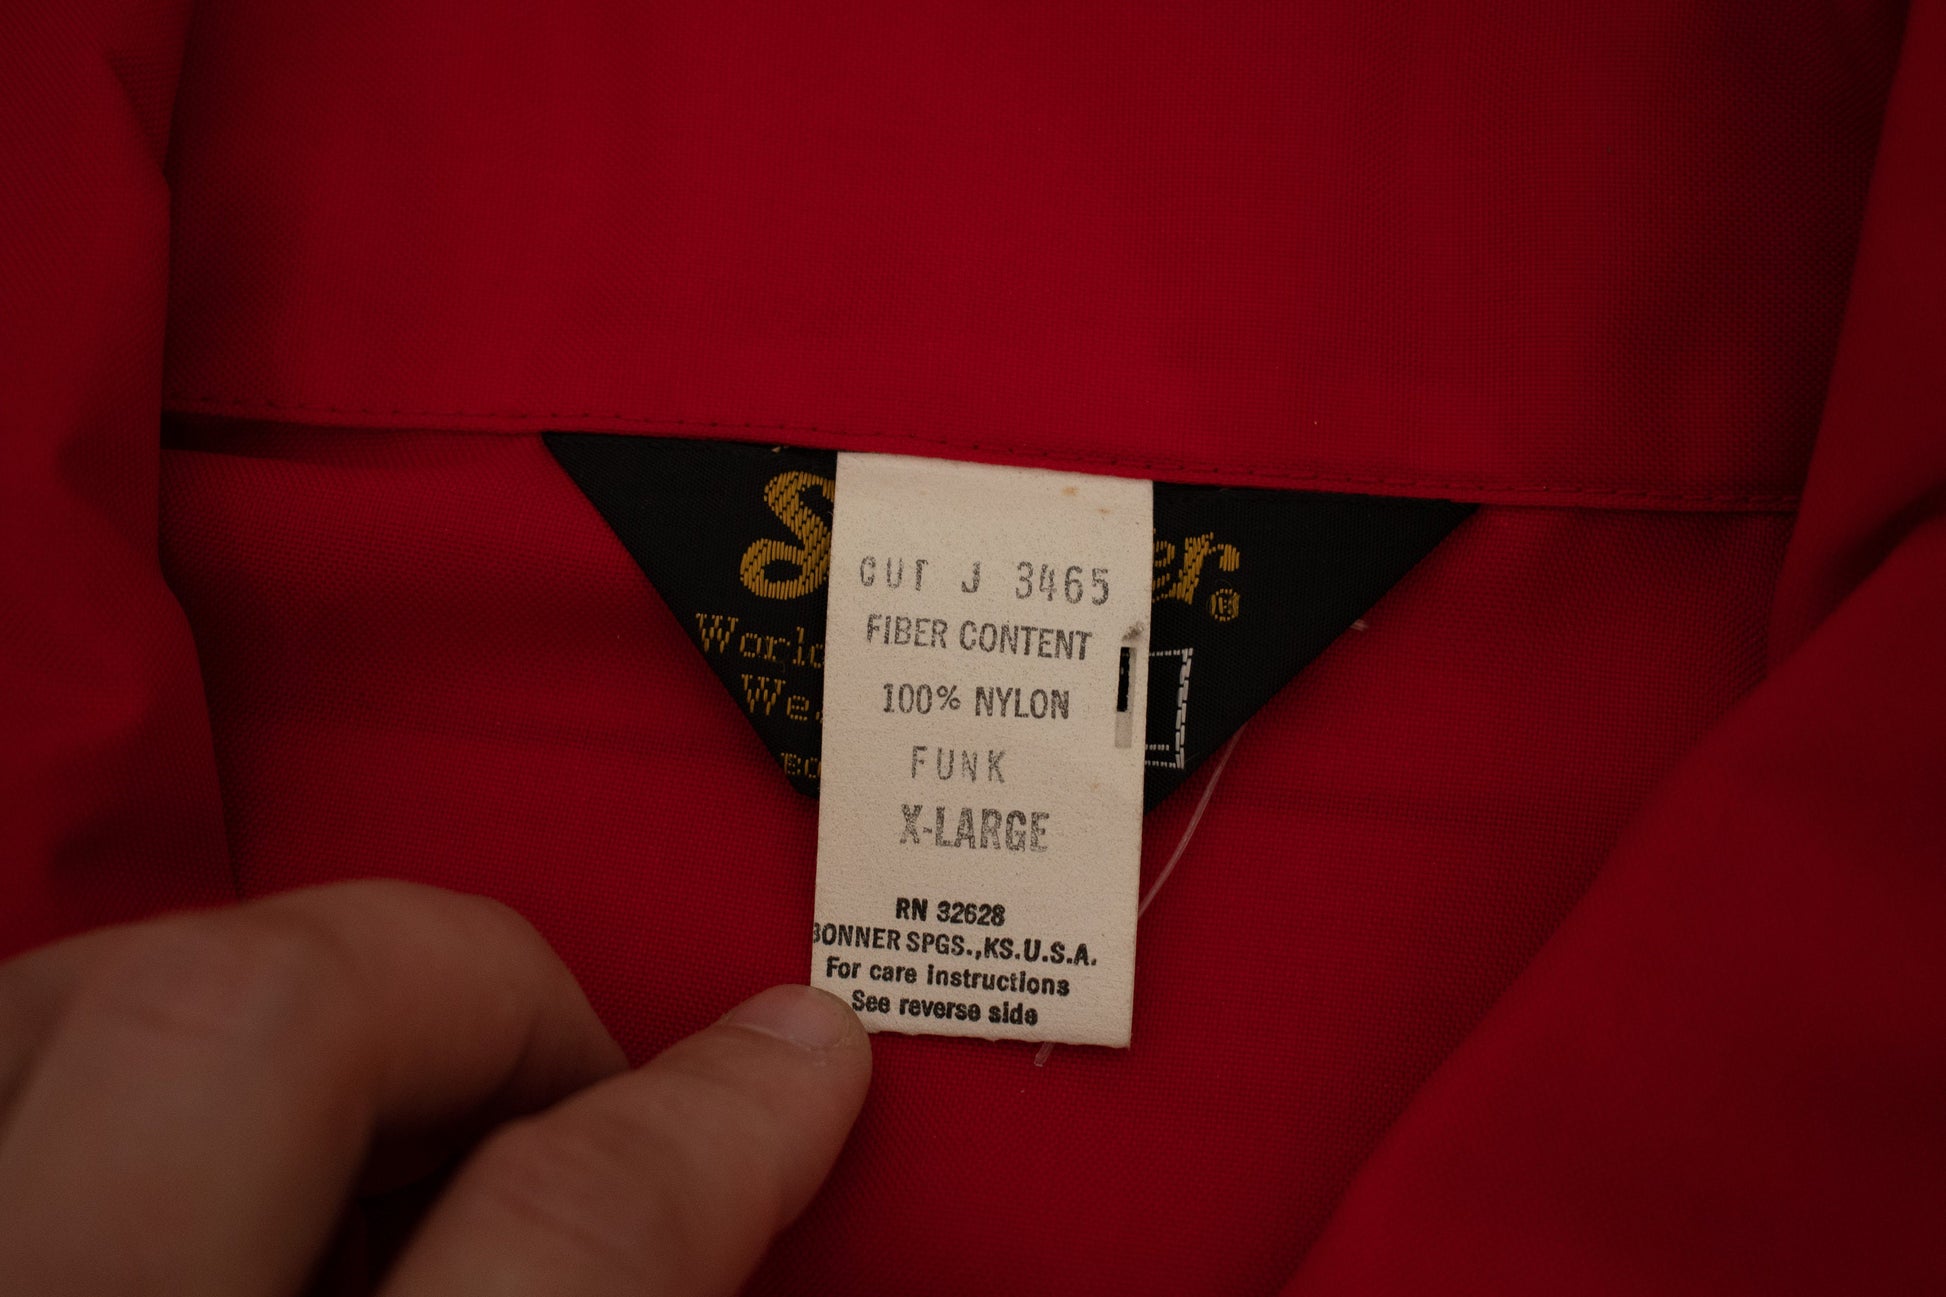 CUT J 3465
FIBER CONTENT
100% NYLON
FUNK
X-LARGE
RN 32628
BONNER SPGS.,KS.U.S.A.
For care instructions
See reverse side